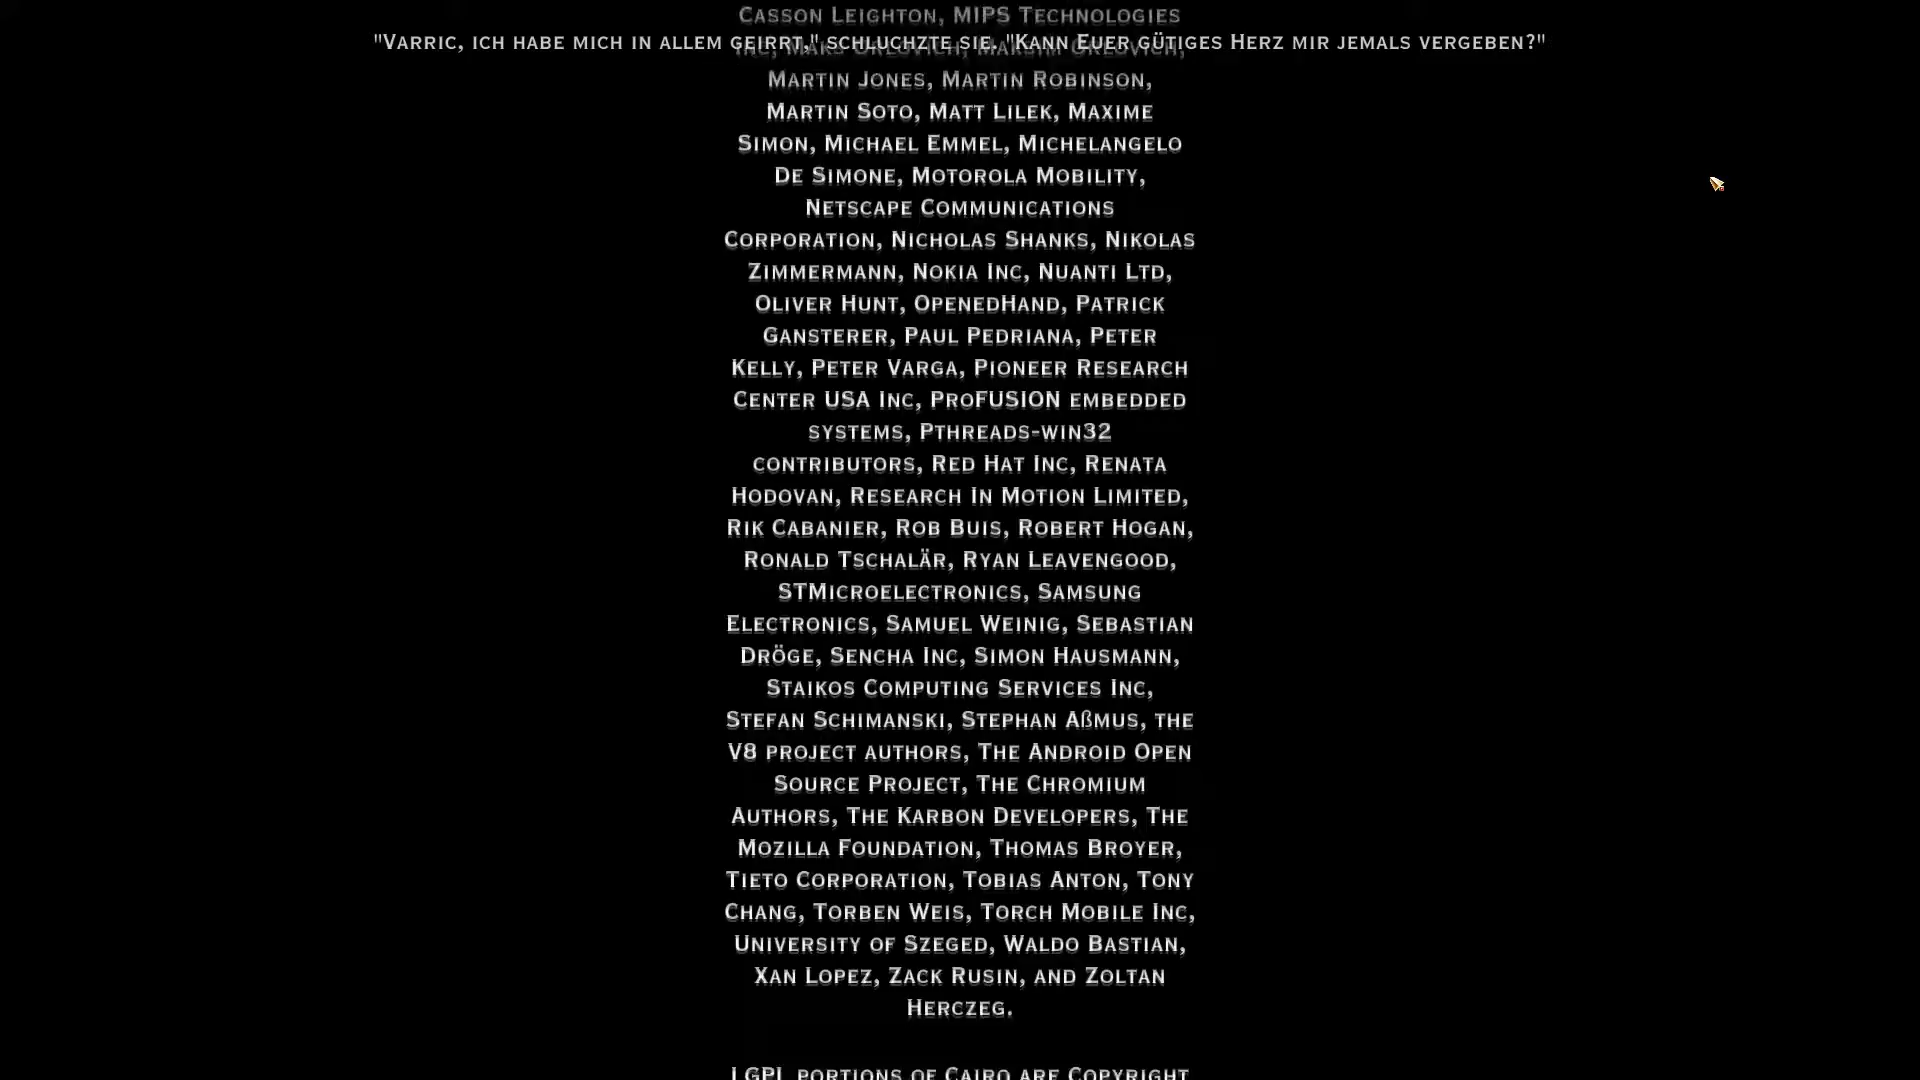 Casson Leighton, MIPS Technologies
"Varric, ich habe mich in allem geirrt," schluchzte sie. "Kann Euer gütiges Herz mir jemals vergeben?"
Inc,
Martin Jones, Martin Robinson,
Martin Soto, Matt Lilek, Maxime
Simon, Michael Emmel, Michelangelo
De Simone, Motorola Mobility,
Netscape Communications
Corporation, Nicholas Shanks, Nikolas
Zimmermann, Nokia Inc, Nuanti Ltd,
Oliver Hunt, OpenedHand, Patrick
Gansterer, Paul Pedriana, Peter
Kelly, Peter Varga, Pioneer Research
Center USA Inc, ProFUSION embedded
systems, Pthreads-win32
contributors, Red Hat Inc, Renata
Hodovan, Research In Motion Limited,
Rik Cabanier, Rob Buis, Robert Hogan,
Ronald Tschalär, Ryan Leavengood,
STMicroelectronics, Samsung
Electronics, Samuel Weinig, Sebastian
Dröge, Sencha Inc, Simon Hausmann,
Staikos Computing Services Inc,
Stefan Schimanski, Stephan Aßmus, the
V8 project authors, The Android Open
Source Project, The Chromium
Authors, The Karbon Developers, The
Mozilla Foundation, Thomas Broyer,
Tieto Corporation, Tobias Anton, Tony
Chang, Torben Weis, Torch Mobile Inc,
University of Szeged, Waldo Bastian,
Xan Lopez, Zack Rusin, and Zoltan
Herczeg.
LGPL portions of Cairo are Copyright